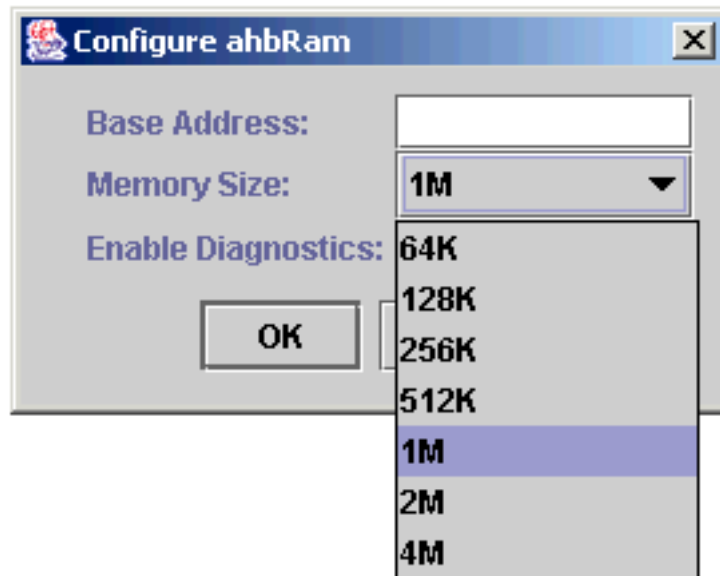 Configure ahbRam
Base Address:
Memory Size: 1M
Enable Diagnostics:
64K
128K
OK
256K
512K
1M
2M
4M